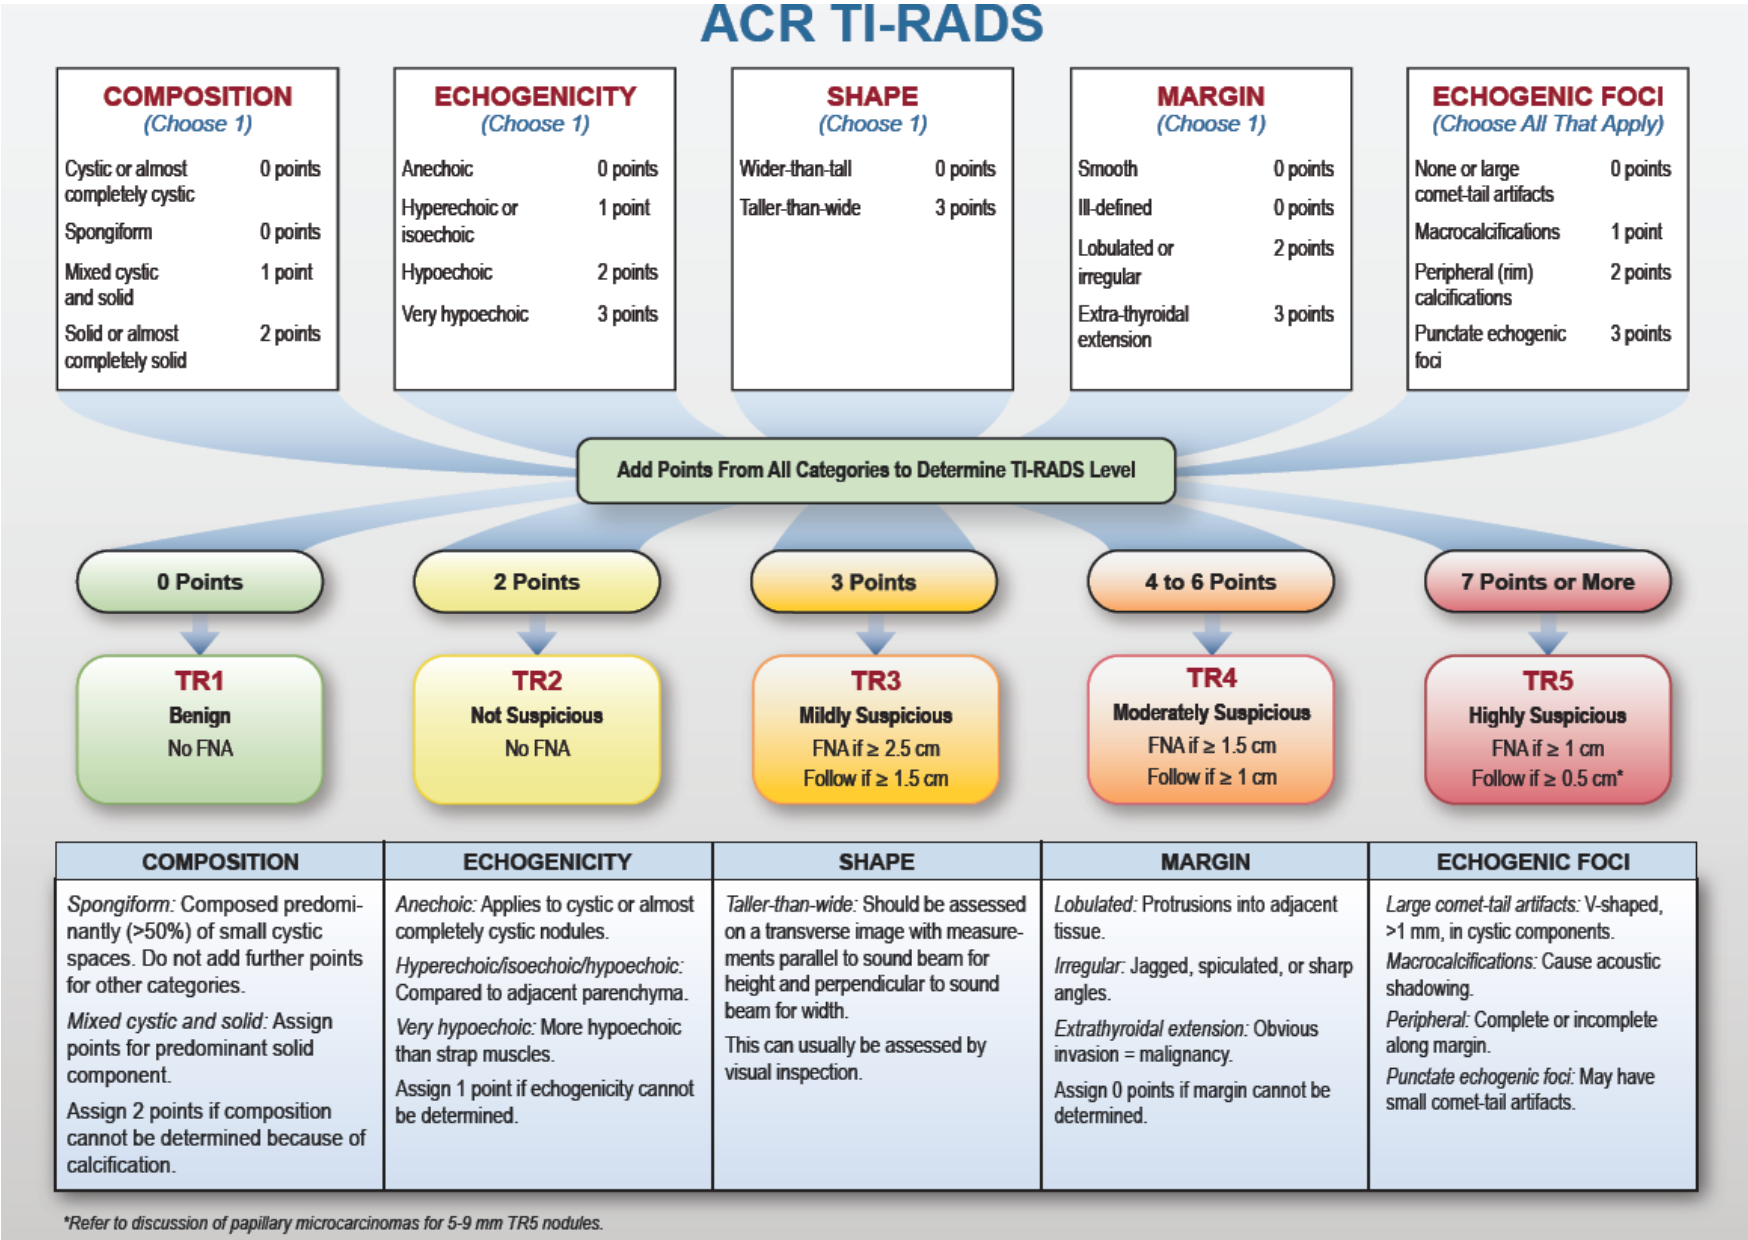 ACR TI-RADS
COMPOSITION
(Choose 1)
Cystic or almost 0 points
completely cystic
Spongiform 0 points
Mixed cystic 1 point
and solid
Solid or almost 2 points
completely solid
ECHOGENICITY
(Choose 1)
Anechoic 0 points
Hyperechoic or 1 point
isoechoic
Hypoechoic 2 points
Very hypoechoic 3 points
SHAPE
(Choose 1)
Wider-than-tall 0 points
Taller-than-wide 3 points
MARGIN
(Choose 1)
Smooth 0 points
Ill-defined 0 points
Lobulated or 2 points
irregular
Extra-thyroidal 3 points
extension
ECHOGENIC FOCI
(Choose All That Apply)
None or large 0 points
comet-tail artifacts
Macrocalcifications 1 point
Peripheral (rim) 2 points
calcifications
Punctate echogenic 3 points
foci
Add Points From All Categories to Determine TI-RADS Level
0 Points
2 Points
3 Points
4 to 6 Points
7 Points or More
TR1
Benign
No FNA
TR2
Not Suspicious
No FNA
TR3
Mildly Suspicious
FNA if ≥ 2.5 cm
Follow if ≥ 1.5 cm
TR4
Moderately Suspicious
FNA if ≥ 1.5 cm
Follow if ≥ 1 cm
TR5
Highly Suspicious
FNA if ≥ 1 cm
Follow if ≥ 0.5 cm*
COMPOSITION
Spongiform: Composed predomi-
nantly (>50%) of small cystic
spaces. Do not add further points
for other categories.
Mixed cystic and solid: Assign
points for predominant solid
component.
Assign 2 points if composition
cannot be determined because of
calcification.
ECHOGENICITY
Anechoic: Applies to cystic or almost
completely cystic nodules.
Hyperechoic/isoechoic/hypoechoic:
Compared to adjacent parenchyma.
Very hypoechoic: More hypoechoic
than strap muscles.
Assign 1 point if echogenicity cannot
be determined.
SHAPE
Taller-than-wide: Should be assessed
on a transverse image with measure-
ments parallel to sound beam for
height and perpendicular to sound
beam for width.
This can usually be assessed by
visual inspection.
MARGIN
Lobulated: Protrusions into adjacent
tissue.
Irregular: Jagged, spiculated, or sharp
angles.
Extrathyroidal extension: Obvious
invasion = malignancy.
Assign 0 points if margin cannot be
determined.
ECHOGENIC FOCI
Large comet-tail artifacts: V-shaped,
>1 mm, in cystic components.
Macrocalcifications: Cause acoustic
shadowing.
Peripheral: Complete or incomplete
along margin.
Punctate echogenic foci: May have
small comet-tail artifacts.
*Refer to discussion of papillary microcarcinomas for 5-9 mm TR5 nodules.